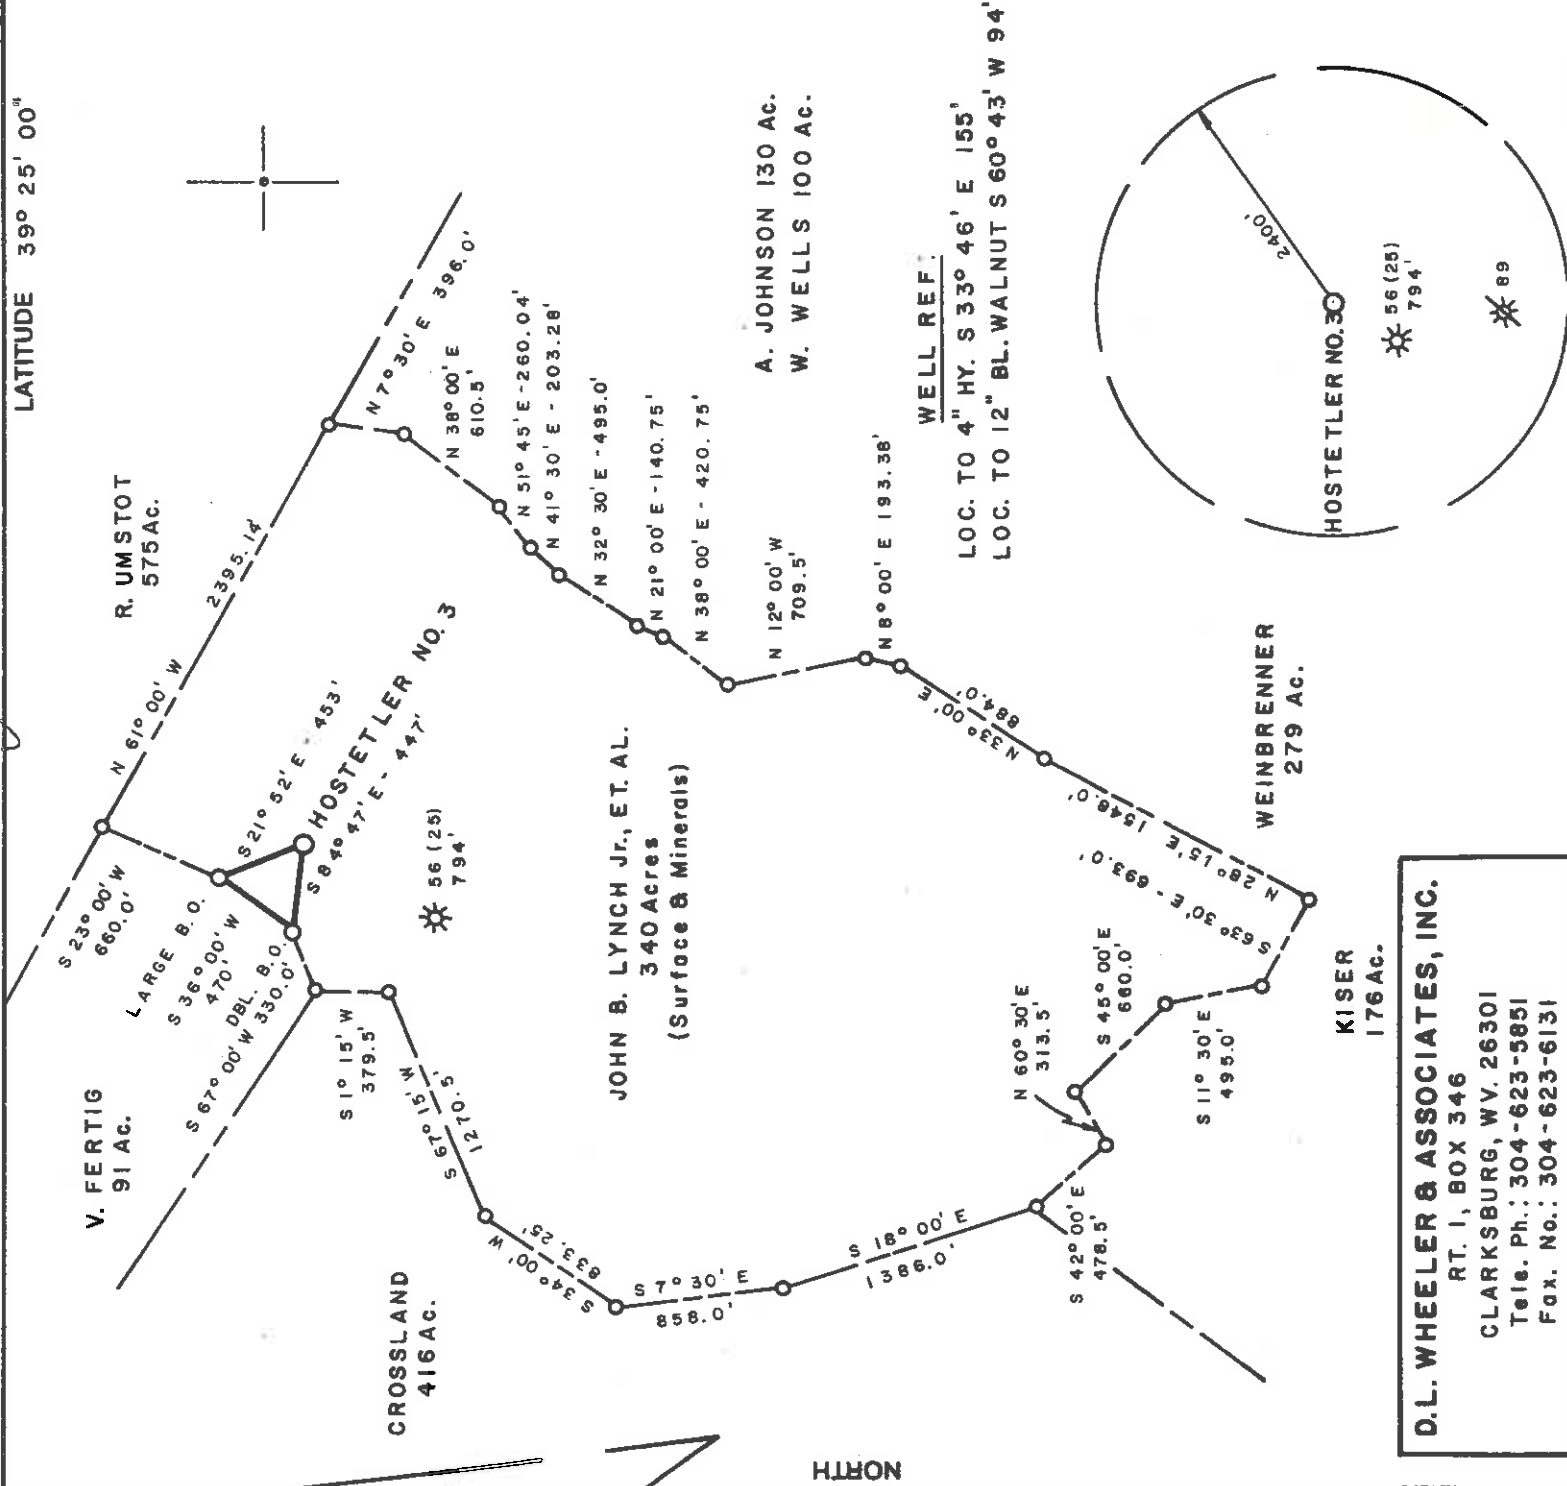 LATITUDE 39° 25' 00"
R. UMSTOT
575 Ac.
N 61° 00' W 2395.14'
N 7° 30' E 396.0'
N 38° 00' E
610.5'
N 51° 45' E - 260.04'
N 41° 30' E - 203.28'
N 32° 30' E - 495.0'
N 21° 00' E - 140.75'
N 38° 00' E - 420.75'
N 12° 00' W
709.5'
N 8° 00' E 193.38'
N 33° 00' E
884.0'
N 28° 15' E 1548.0'
S 63° 30' E - 693.0'
S 11° 30' E
495.0'
S 45° 00' E
660.0'
N 60° 30' E
313.5'
S 42° 00' E
478.5'
S 18° 00' E
1386.0'
S 7° 30' E
858.0'
S 34° 00' W
833.25'
S 67° 15' W
1270.5'
S 1° 15' W
379.5'
S 67° 00' W 330.0'
DBL. B.O.
S 36° 00' W
470'
LARGE B.O.
S 23° 00' W
660.0'
S 21° 52' E - 453'
HOSTETLER NO. 3
S 84° 47' E - 447'
56 (25)
794'
V. FERTIG
91 Ac.
CROSSLAND
416 Ac.
JOHN B. LYNCH Jr., ET. AL.
340 Acres
(Surface & Minerals)
A. JOHNSON 130 Ac.
W. WELLS 100 Ac.
WELL REF.
LOC. TO 4" HY. S 33° 46' E 155'
LOC. TO 12" BL. WALNUT S 60° 43' W 94'
2400'
HOSTETLER NO. 3
56 (25)
794'
89
WEINBRENNER
279 Ac.
KISER
176 Ac.
NORTH
D.L. WHEELER & ASSOCIATES, INC.
RT. 1, BOX 346
CLARKSBURG, WV. 26301
Tele. Ph.: 304-623-5851
Fax. No.: 304-623-6131